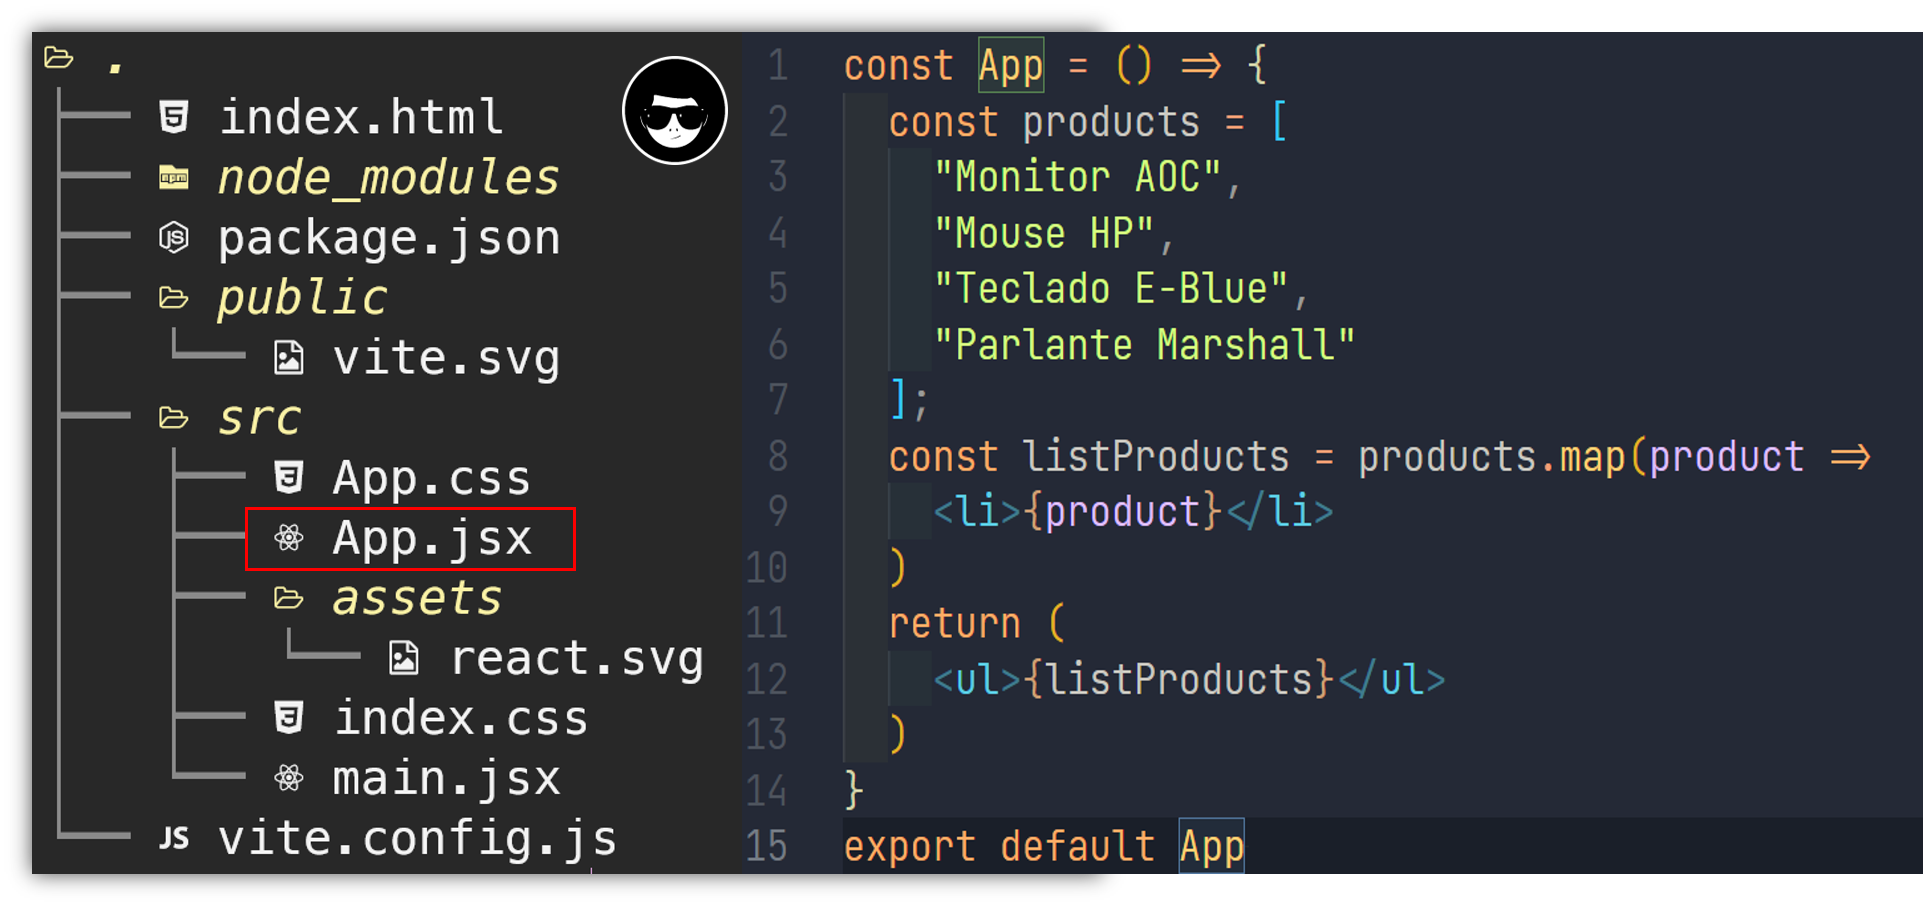 .
index.html
node_modules
package.json
public
vite.svg
src
App.css
App.jsx
assets
react.svg
index.css
main.jsx
JS vite.config.js
1 const App = () => {
2 const products = [
3 "Monitor AOC",
4 "Mouse HP",
5 "Teclado E-Blue",
6 "Parlante Marshall"
7 ];
8 const listProducts = products.map(product =>
9 <li>{product}</li>
10 )
11 return (
12 <ul>{listProducts}</ul>
13 )
14 }
15 export default App